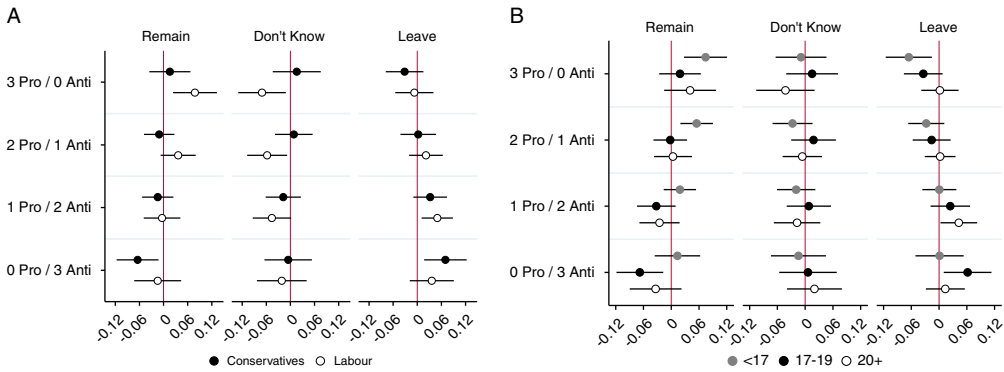 A
Remain Don't Know Leave
3 Pro / 0 Anti
2 Pro / 1 Anti
1 Pro / 2 Anti
0 Pro / 3 Anti
-0.12 -0.06 0 0.06 0.12 -0.12 -0.06 0 0.06 0.12 -0.12 -0.06 0 0.06 0.12
Conservatives Labour
B
Remain Don't Know Leave
3 Pro / 0 Anti
2 Pro / 1 Anti
1 Pro / 2 Anti
0 Pro / 3 Anti
-0.12 -0.06 0 0.06 0.12 -0.12 -0.06 0 0.06 0.12 -0.12 -0.06 0 0.06 0.12
<17 17-19 20+